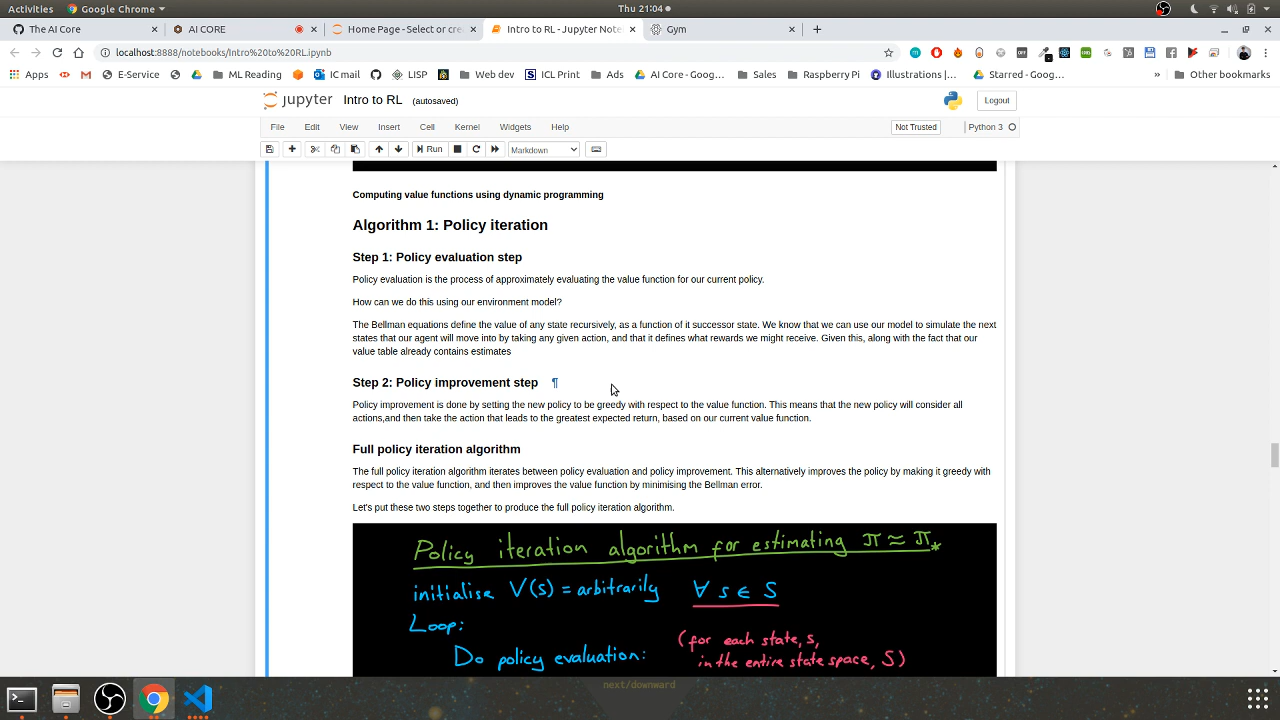 Activities
Google Chrome
Thu 21:04
The AI Core
AI CORE
Home Page - Select or cre
Intro to RL - Jupyter Note
Gym
localhost:8888/notebooks/Intro%20to%20RL.ipynb
Apps
E-Service
ML Reading
IC mail
LISP
Web dev
ICL Print
Ads
AI Core - Goog...
Sales
Raspberry Pi
Illustrations |...
Starred - Goog...
»
Other bookmarks
jupyter
Intro to RL
(autosaved)
Logout
File
Edit
View
Insert
Cell
Kernel
Widgets
Help
Not Trusted
Python 3
Run
Markdown
Computing value functions using dynamic programming
Algorithm 1: Policy iteration
Step 1: Policy evaluation step
Policy evaluation is the process of approximately evaluating the value function for our current policy.
How can we do this using our environment model?
The Bellman equations define the value of any state recursively, as a function of it successor state. We know that we can use our model to simulate the next
states that our agent will move into by taking any given action, and that it defines what rewards we might receive. Given this, along with the fact that our
value table already contains estimates
Step 2: Policy improvement step ¶
Policy improvement is done by setting the new policy to be greedy with respect to the value function. This means that the new policy will consider all
actions,and then take the action that leads to the greatest expected return, based on our current value function.
Full policy iteration algorithm
The full policy iteration algorithm iterates between policy evaluation and policy improvement. This alternatively improves the policy by making it greedy with
respect to the value function, and then improves the value function by minimising the Bellman error.
Let's put these two steps together to produce the full policy iteration algorithm.
Policy iteration algorithm for estimating π ≈ π*
initialise V(s) = arbitrarily ∀ s ∈ S
Loop:
(for each state, s,
in the entire state space, S)
Do policy evaluation:
next/downward